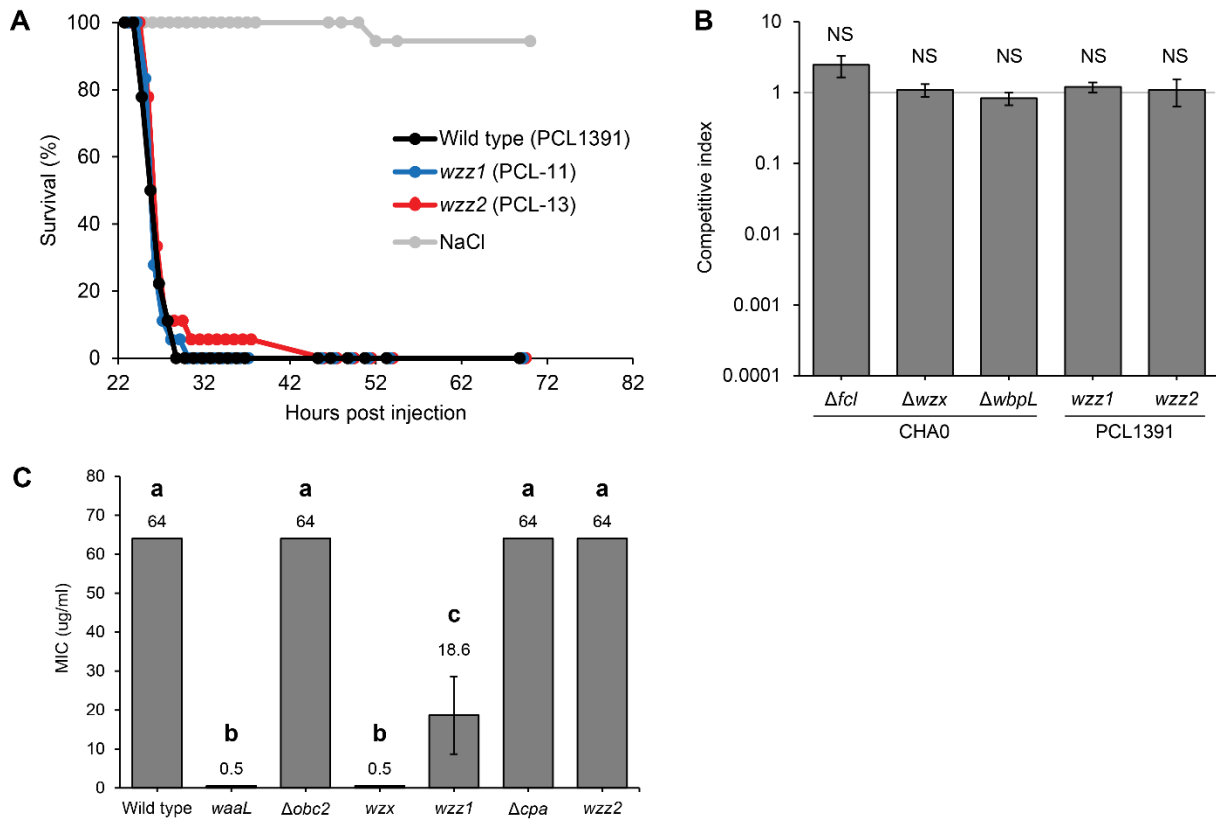 A
100
80
60
40
20
0
Survival (%)
22 32 42 52 62 72 82
Hours post injection
Wild type (PCL1391)
wzz1 (PCL-11)
wzz2 (PCL-13)
NaCl
B
10
1
0.1
0.01
0.001
0.0001
Competitive index
NS NS NS NS NS
Δfcl Δwzx ΔwbpL wzz1 wzz2
CHA0 PCL1391
C
80
70
60
50
40
30
20
10
0
MIC (ug/ml)
a b a b c a a
64 0.5 64 0.5 18.6 64 64
Wild type waaL Δobc2 wzx wzz1 Δcpa wzz2